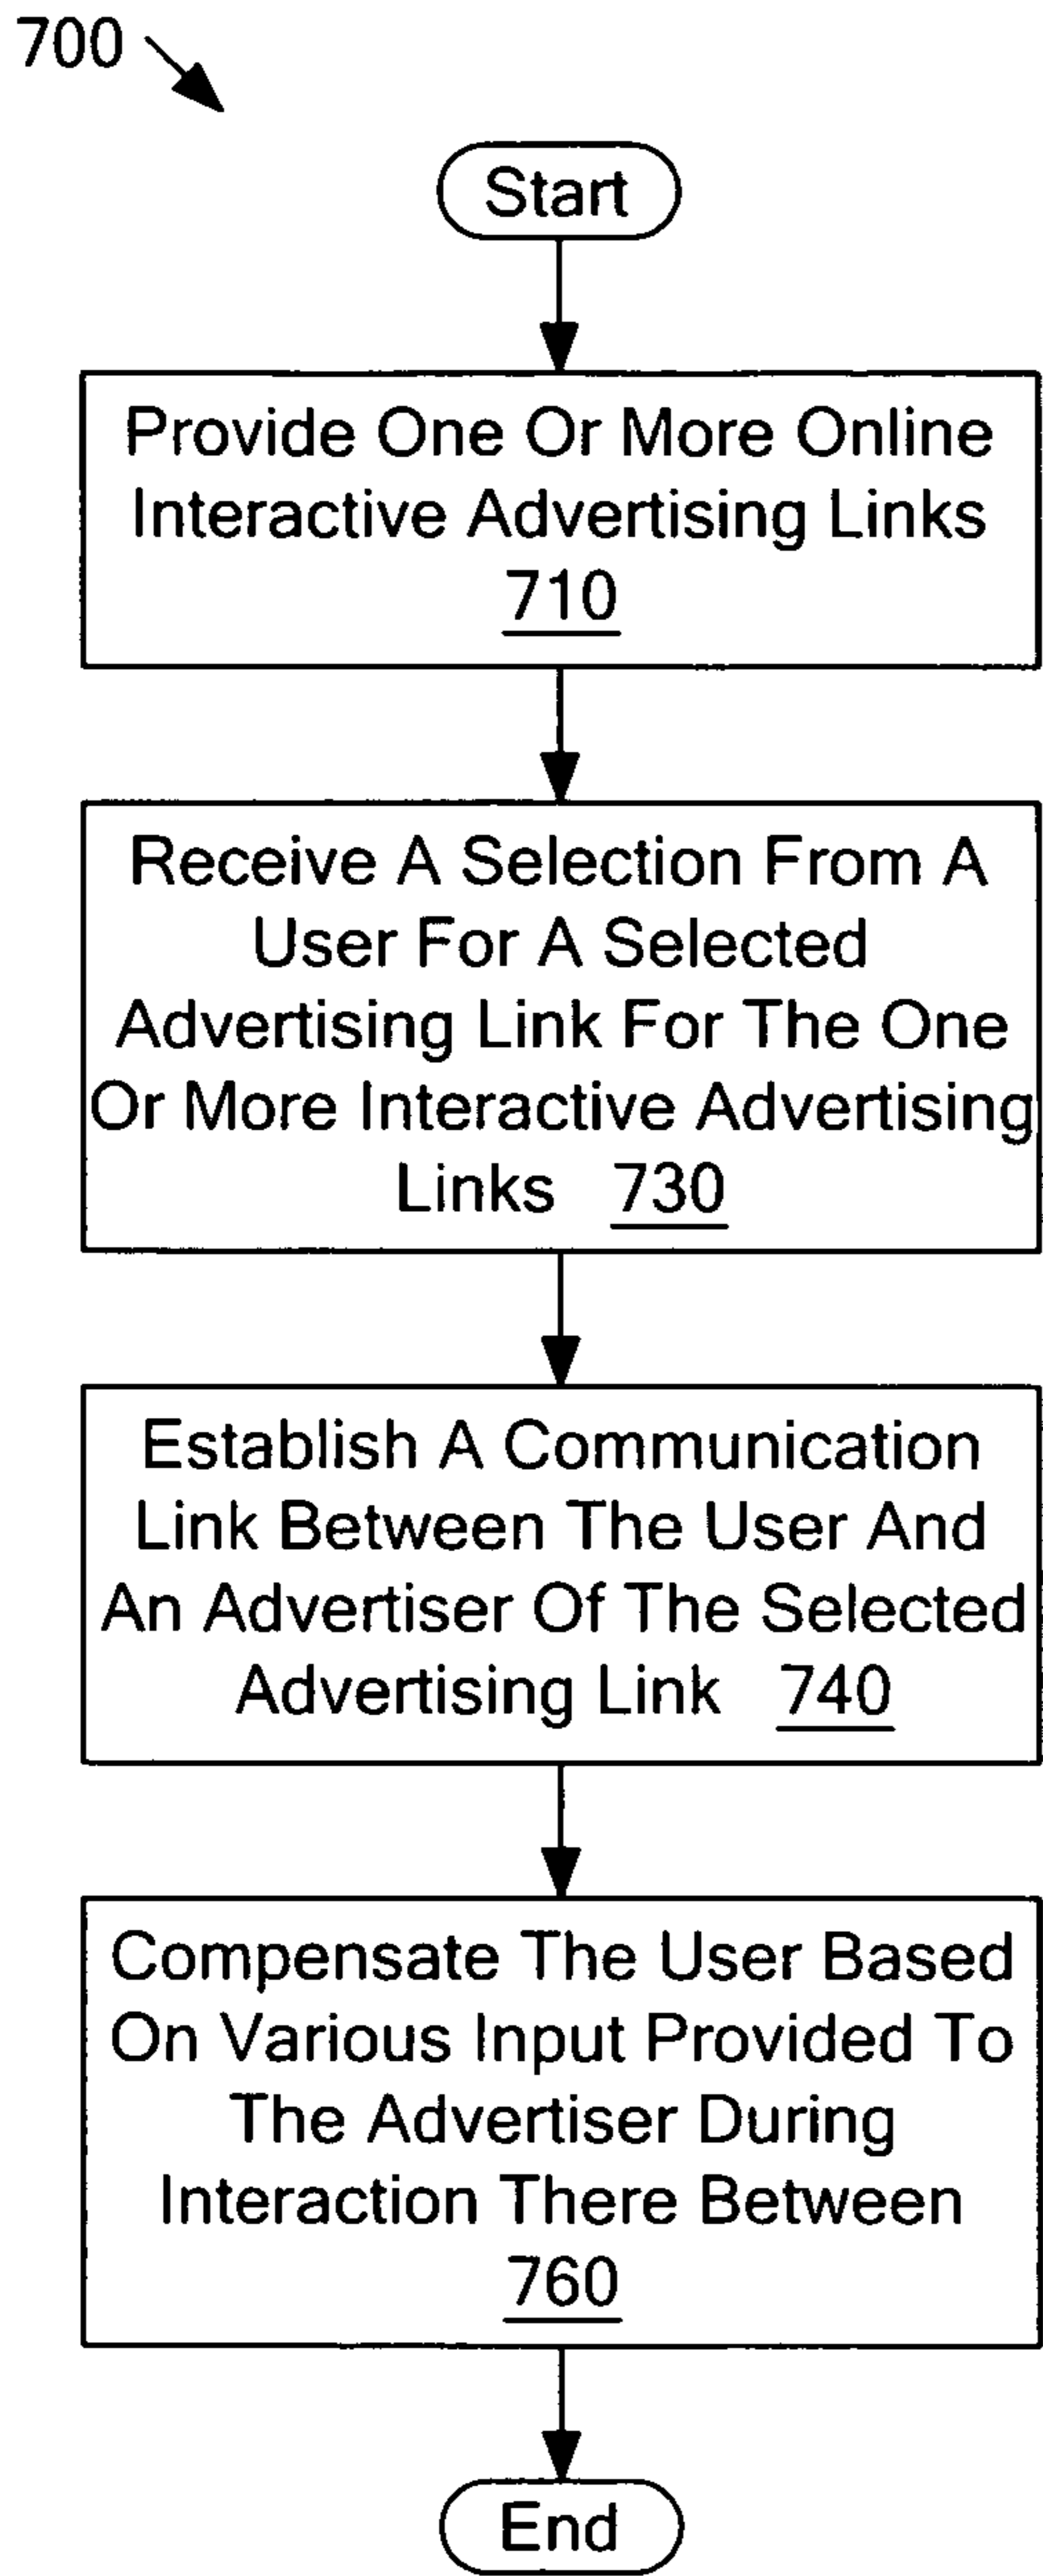 700
Start
Provide One Or More Online
Interactive Advertising Links
710
Receive A Selection From A
User For A Selected
Advertising Link For The One
Or More Interactive Advertising
Links 730
Establish A Communication
Link Between The User And
An Advertiser Of The Selected
Advertising Link 740
Compensate The User Based
On Various Input Provided To
The Advertiser During
Interaction There Between
760
End